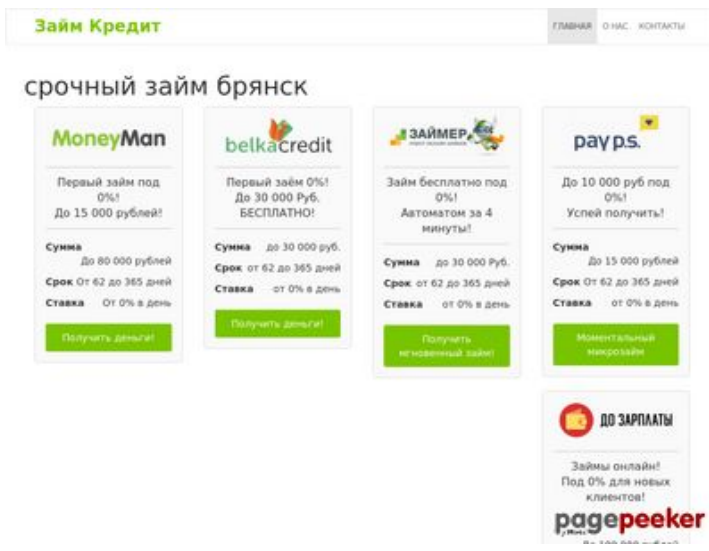 Займ Кредит
ГЛАВНАЯ О НАС КОНТАКТЫ
срочный займ брянск
MoneyMan
Первый займ под
0%!
До 15 000 рублей!
Сумма
До 80 000 рублей
Срок От 62 до 365 дней
Ставка От 0% в день
Получить деньги!
belkacredit
Первый заём 0%!
До 30 000 Руб.
БЕСПЛАТНО!
Сумма до 30 000 руб.
Срок от 62 до 365 дней
Ставка от 0% в день
Получить деньги!
ЗАЙМЕР
Займ бесплатно под
0%!
Автоматом за 4
минуты!
Сумма до 30 000 Руб.
Срок от 62 до 365 дней
Ставка от 0% в день
Получить
мгновенный займ!
pay p.s.
До 10 000 руб под
0%!
Успей получить!
Сумма
До 15 000 рублей
Срок От 62 до 365 дней
Ставка от 0% в день
Моментальный
микрозайм
ДО ЗАРПЛАТЫ
Займы онлайн!
Под 0% для новых
клиентов!
pagepeeker
До 100 000 рублей